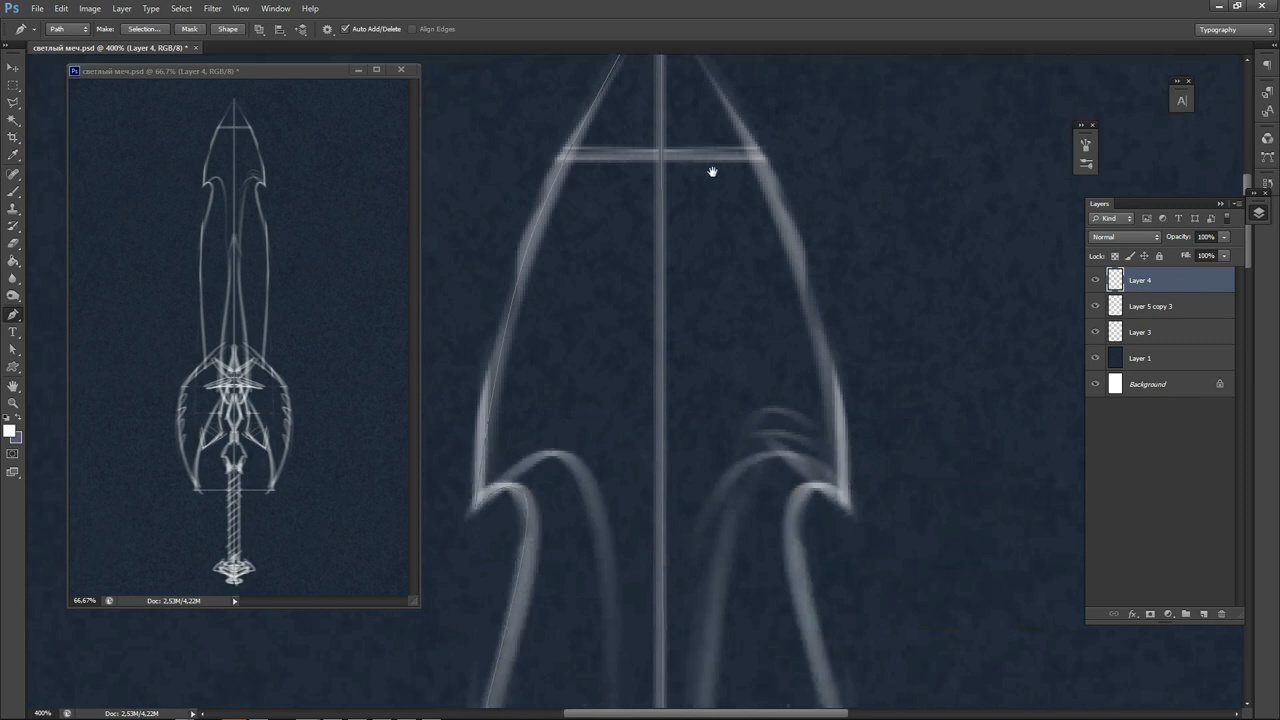 Ps File Edit Image Layer Type Select Filter View Window Help
Path Make: Selection... Mask Shape Auto Add/Delete Align Edges Typography
светлый меч.psd @ 400% (Layer 4, RGB/8) * ×
Ps светлый меч.psd @ 66,7% (Layer 4, RGB/8) *
A|
Layers
Kind
Normal Opacity: 100%
Lock: Fill: 100%
Layer 4
Layer 5 copy 3
Layer 3
Layer 1
Background
T
66,67% Doc: 2,53M/4,22M
fx
400% Doc: 2,53M/4,22M